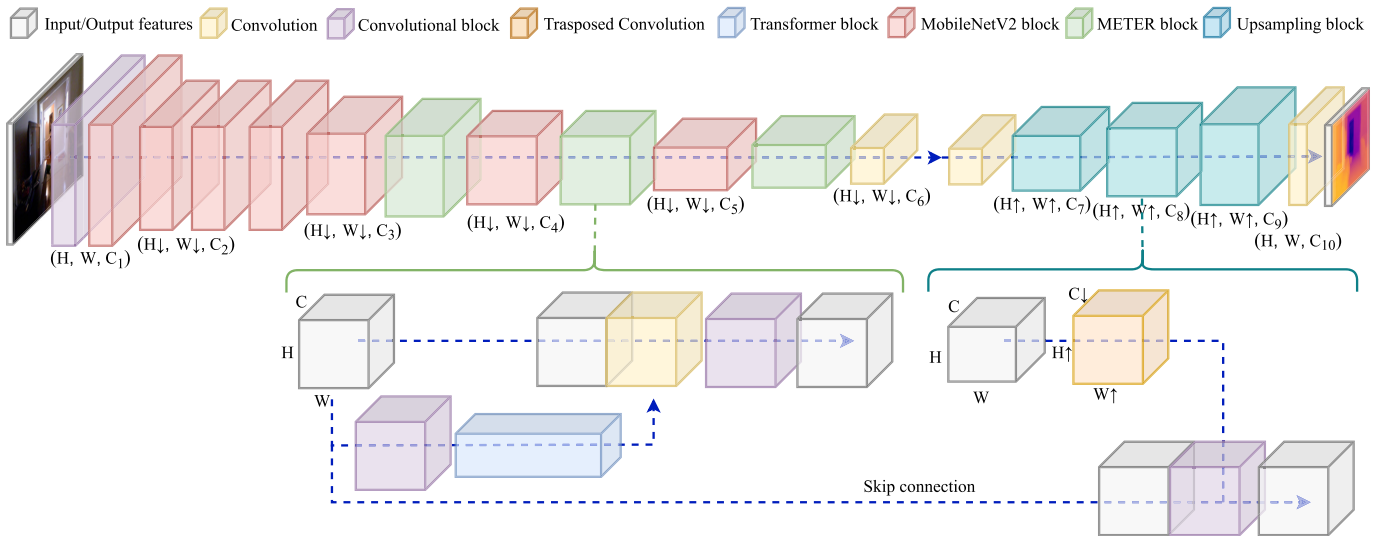 Input/Output features Convolution Convolutional block Trasposed Convolution Transformer block MobileNetV2 block METER block Upsampling block
(H, W, C1) (H↓, W↓, C2) (H↓, W↓, C3) (H↓, W↓, C4) (H↓, W↓, C5) (H↓, W↓, C6) (H↑, W↑, C7) (H↑, W↑, C8) (H↑, W↑, C9) (H, W, C10)
C C C↓
H H H↑
W W W↑
Skip connection